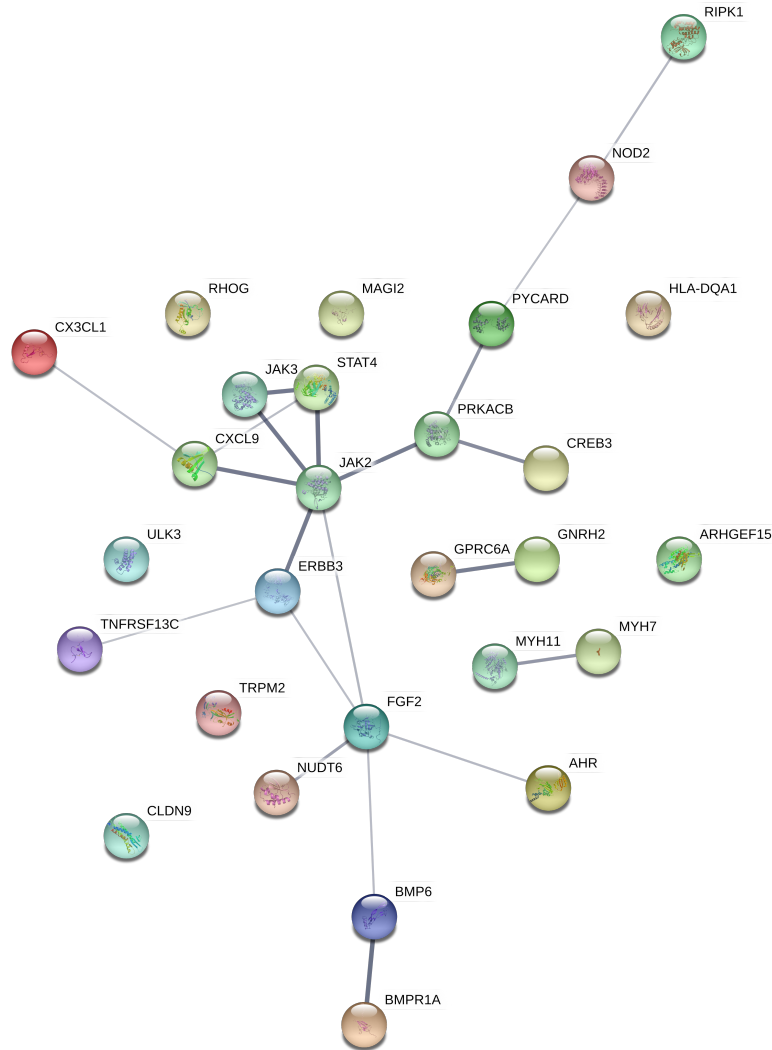 RIPK1
NOD2
RHOG
MAGI2
HLA-DQA1
PYCARD
CX3CL1
STAT4
JAK3
PRKACB
CXCL9
CREB3
JAK2
ULK3
GNRH2
ARHGEF15
GPRC6A
ERBB3
TNFRSF13C
MYH7
MYH11
TRPM2
FGF2
NUDT6
AHR
CLDN9
BMP6
BMPR1A